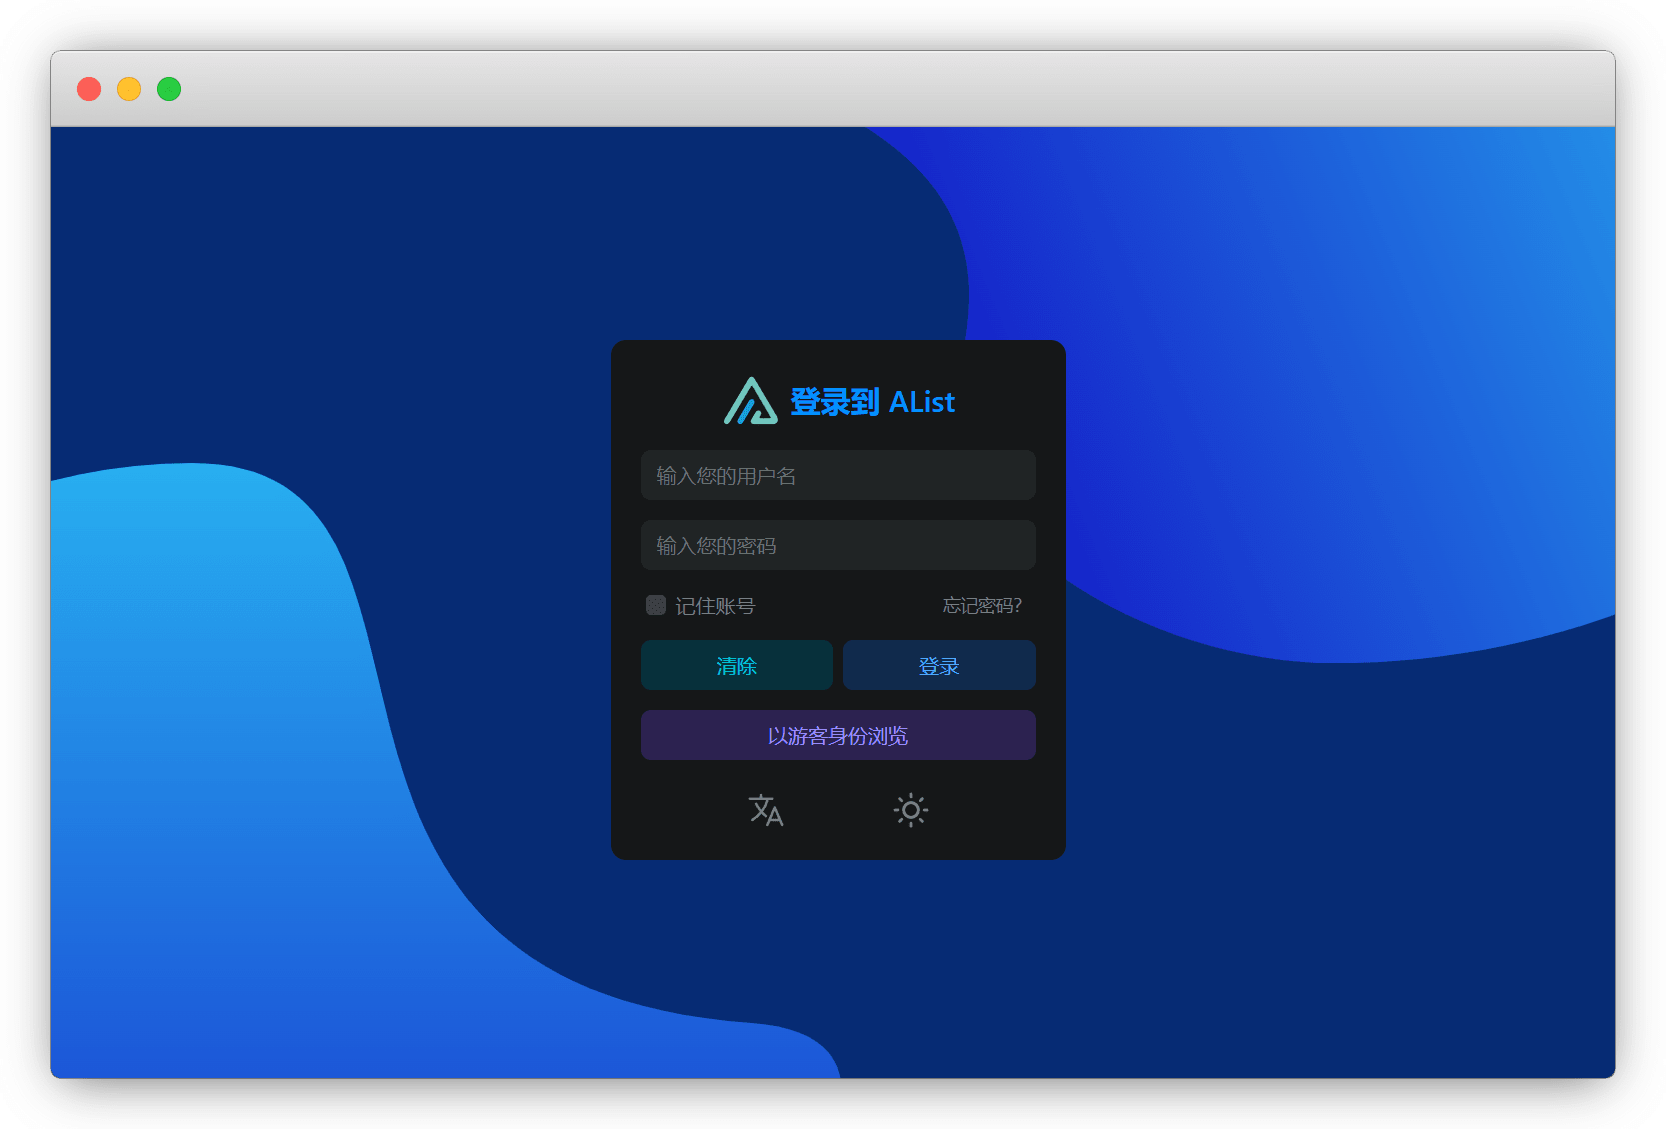 登录到 AList
输入您的用户名
输入您的密码
记住账号 忘记密码?
清除 登录
以游客身份浏览